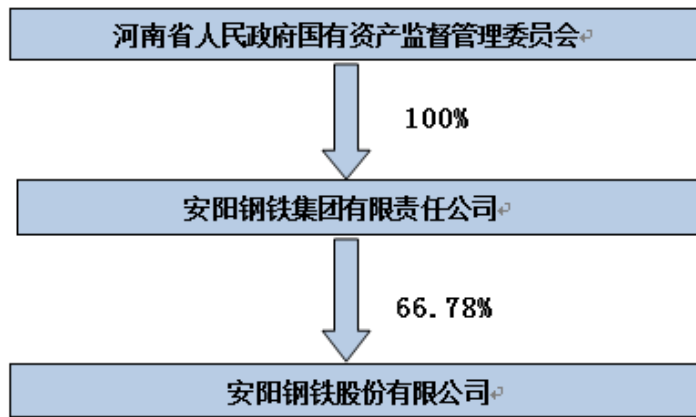 河南省人民政府国有资产监督管理委员会
100%
安阳钢铁集团有限责任公司
66.78%
安阳钢铁股份有限公司